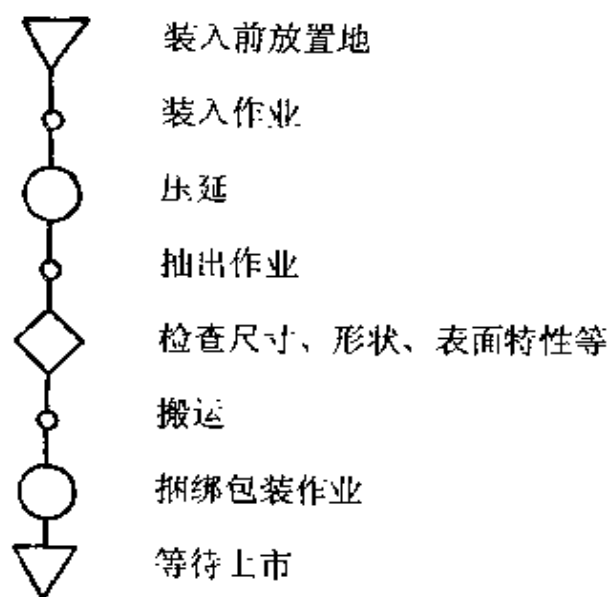 装入前放置地
装入作业
压延
抽出作业
检查尺寸、形状、表面特性等
搬运
捆绑包装作业
等待上市